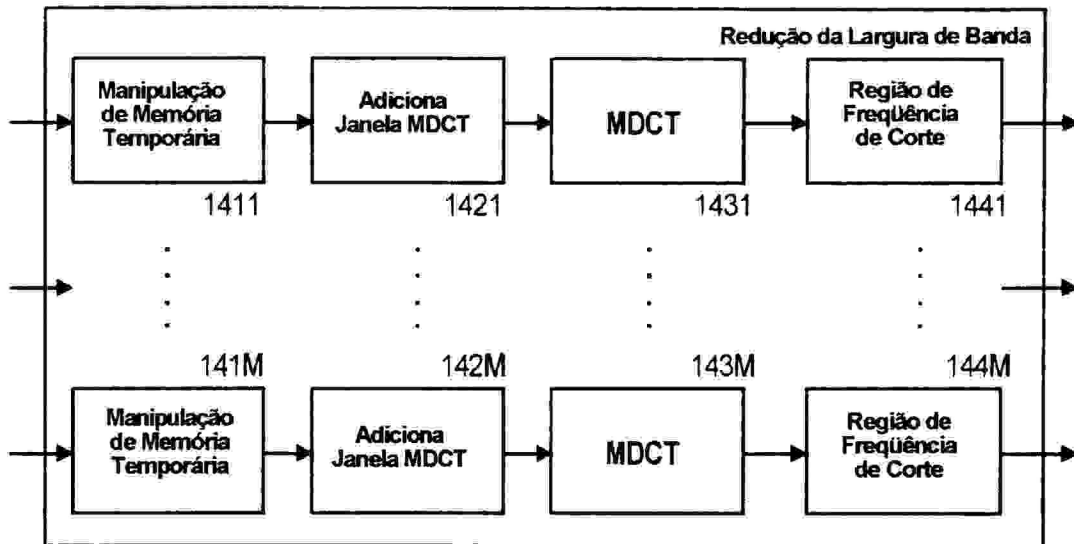 Redução da Largura de Banda
Manipulação
de Memória
Temporária
Adiciona
Janela MDCT
MDCT
Região de
Freqüência
de Corte
1411
1421
1431
1441
141M
142M
143M
144M
Manipulação
de Memória
Temporária
Adiciona
Janela MDCT
MDCT
Região de
Freqüência
de Corte